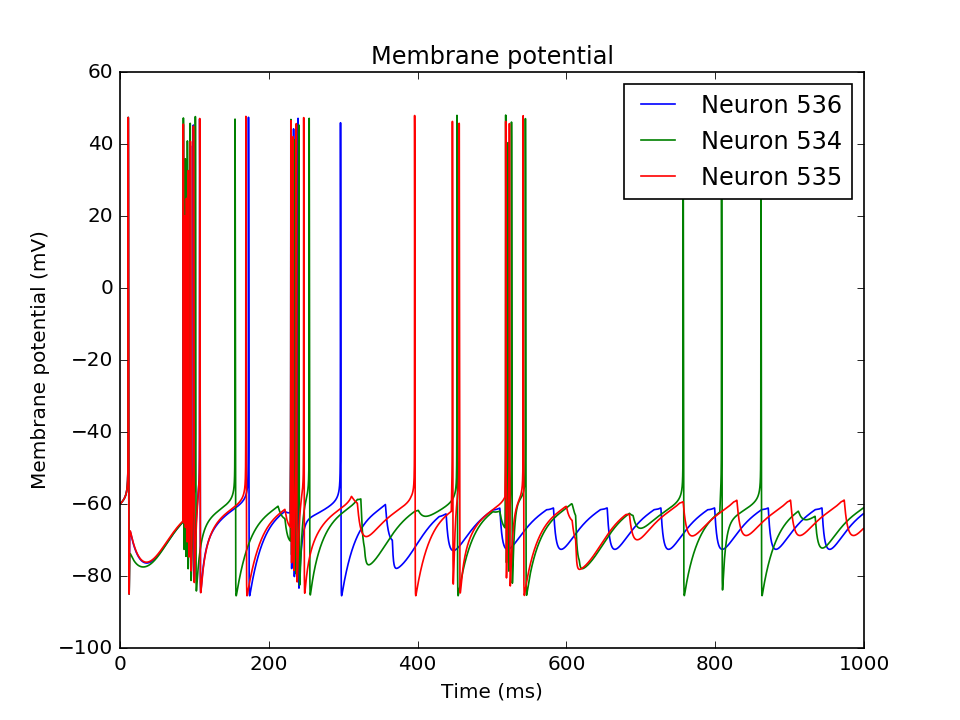 Membrane potential
60
40
20
0
−20
−40
−60
−80
−100
Membrane potential (mV)
Neuron 536
Neuron 534
Neuron 535
0 200 400 600 800 1000
Time (ms)